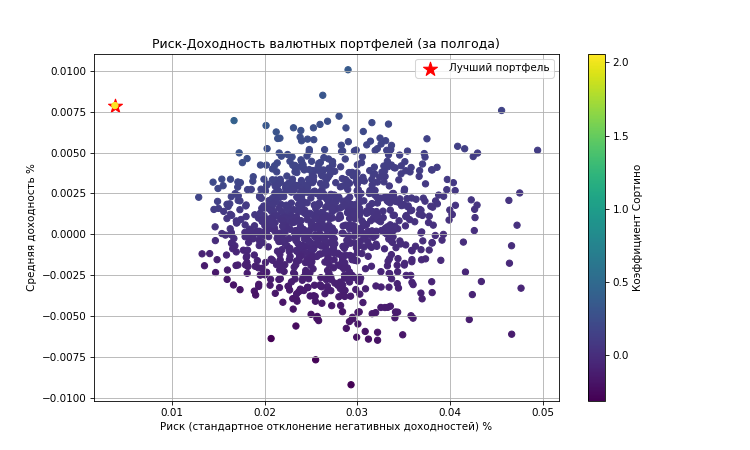 Риск-Доходность валютных портфелей (за полгода)
Лучший портфель
Средняя доходность %
0.0100
0.0075
0.0050
0.0025
0.0000
−0.0025
−0.0050
−0.0075
−0.0100
0.01 0.02 0.03 0.04 0.05
Риск (стандартное отклонение негативных доходностей) %
2.0
1.5
1.0
0.5
0.0
Коэффициент Сортино